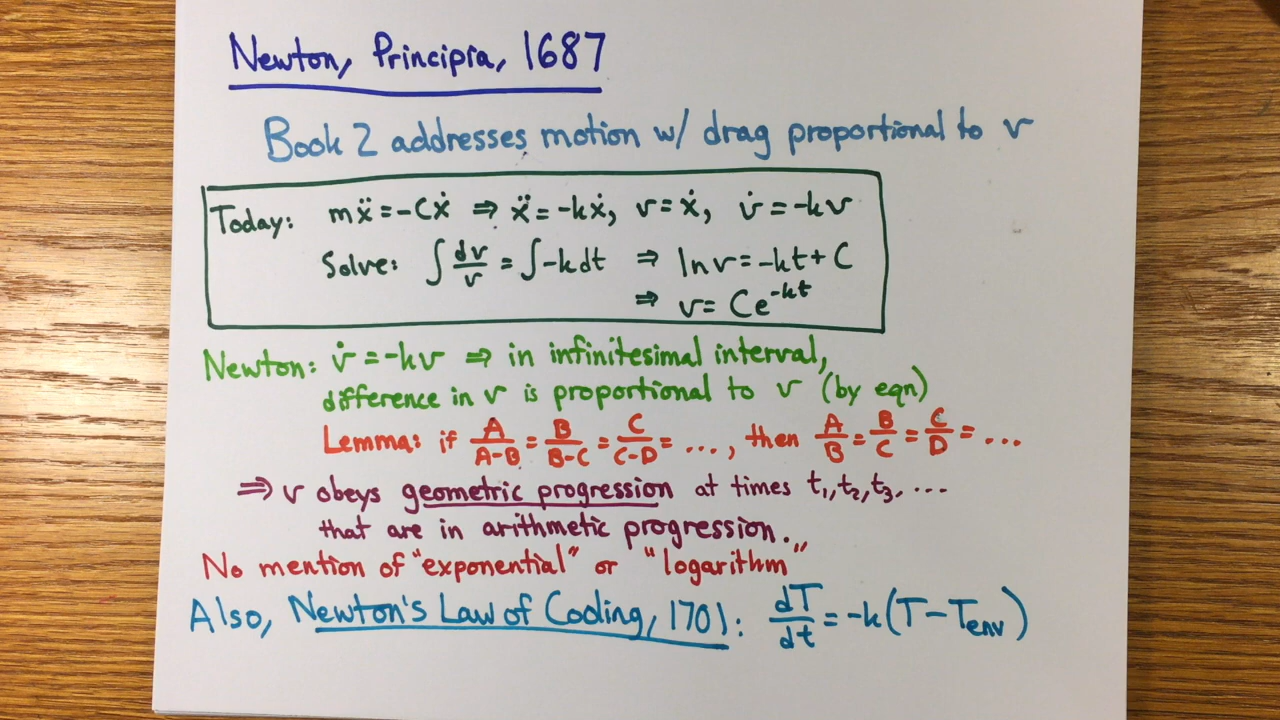 Newton, Principia, 1687
Book 2 addresses motion w/ drag proportional to v
Today: mẍ = -Cẋ ⇒ ẍ = -kẋ, v = ẋ, v̇ = -kv
Solve: ∫ dv/v = ∫ -k dt ⇒ ln v = -kt + C
⇒ v = Ce^{-kt}
Newton: v̇ = -kv ⇒ in infinitesimal interval,
difference in v is proportional to v (by eqn)
Lemma: if A/(A-B) = B/(B-C) = C/(C-D) = ..., then A/B = B/C = C/D = ...
⇒ v obeys geometric progression at times t₁, t₂, t₃, ...
that are in arithmetic progression.
No mention of "exponential" or "logarithm"
Also, Newton's Law of Cooling, 1701: dT/dt = -k(T - Tenv)